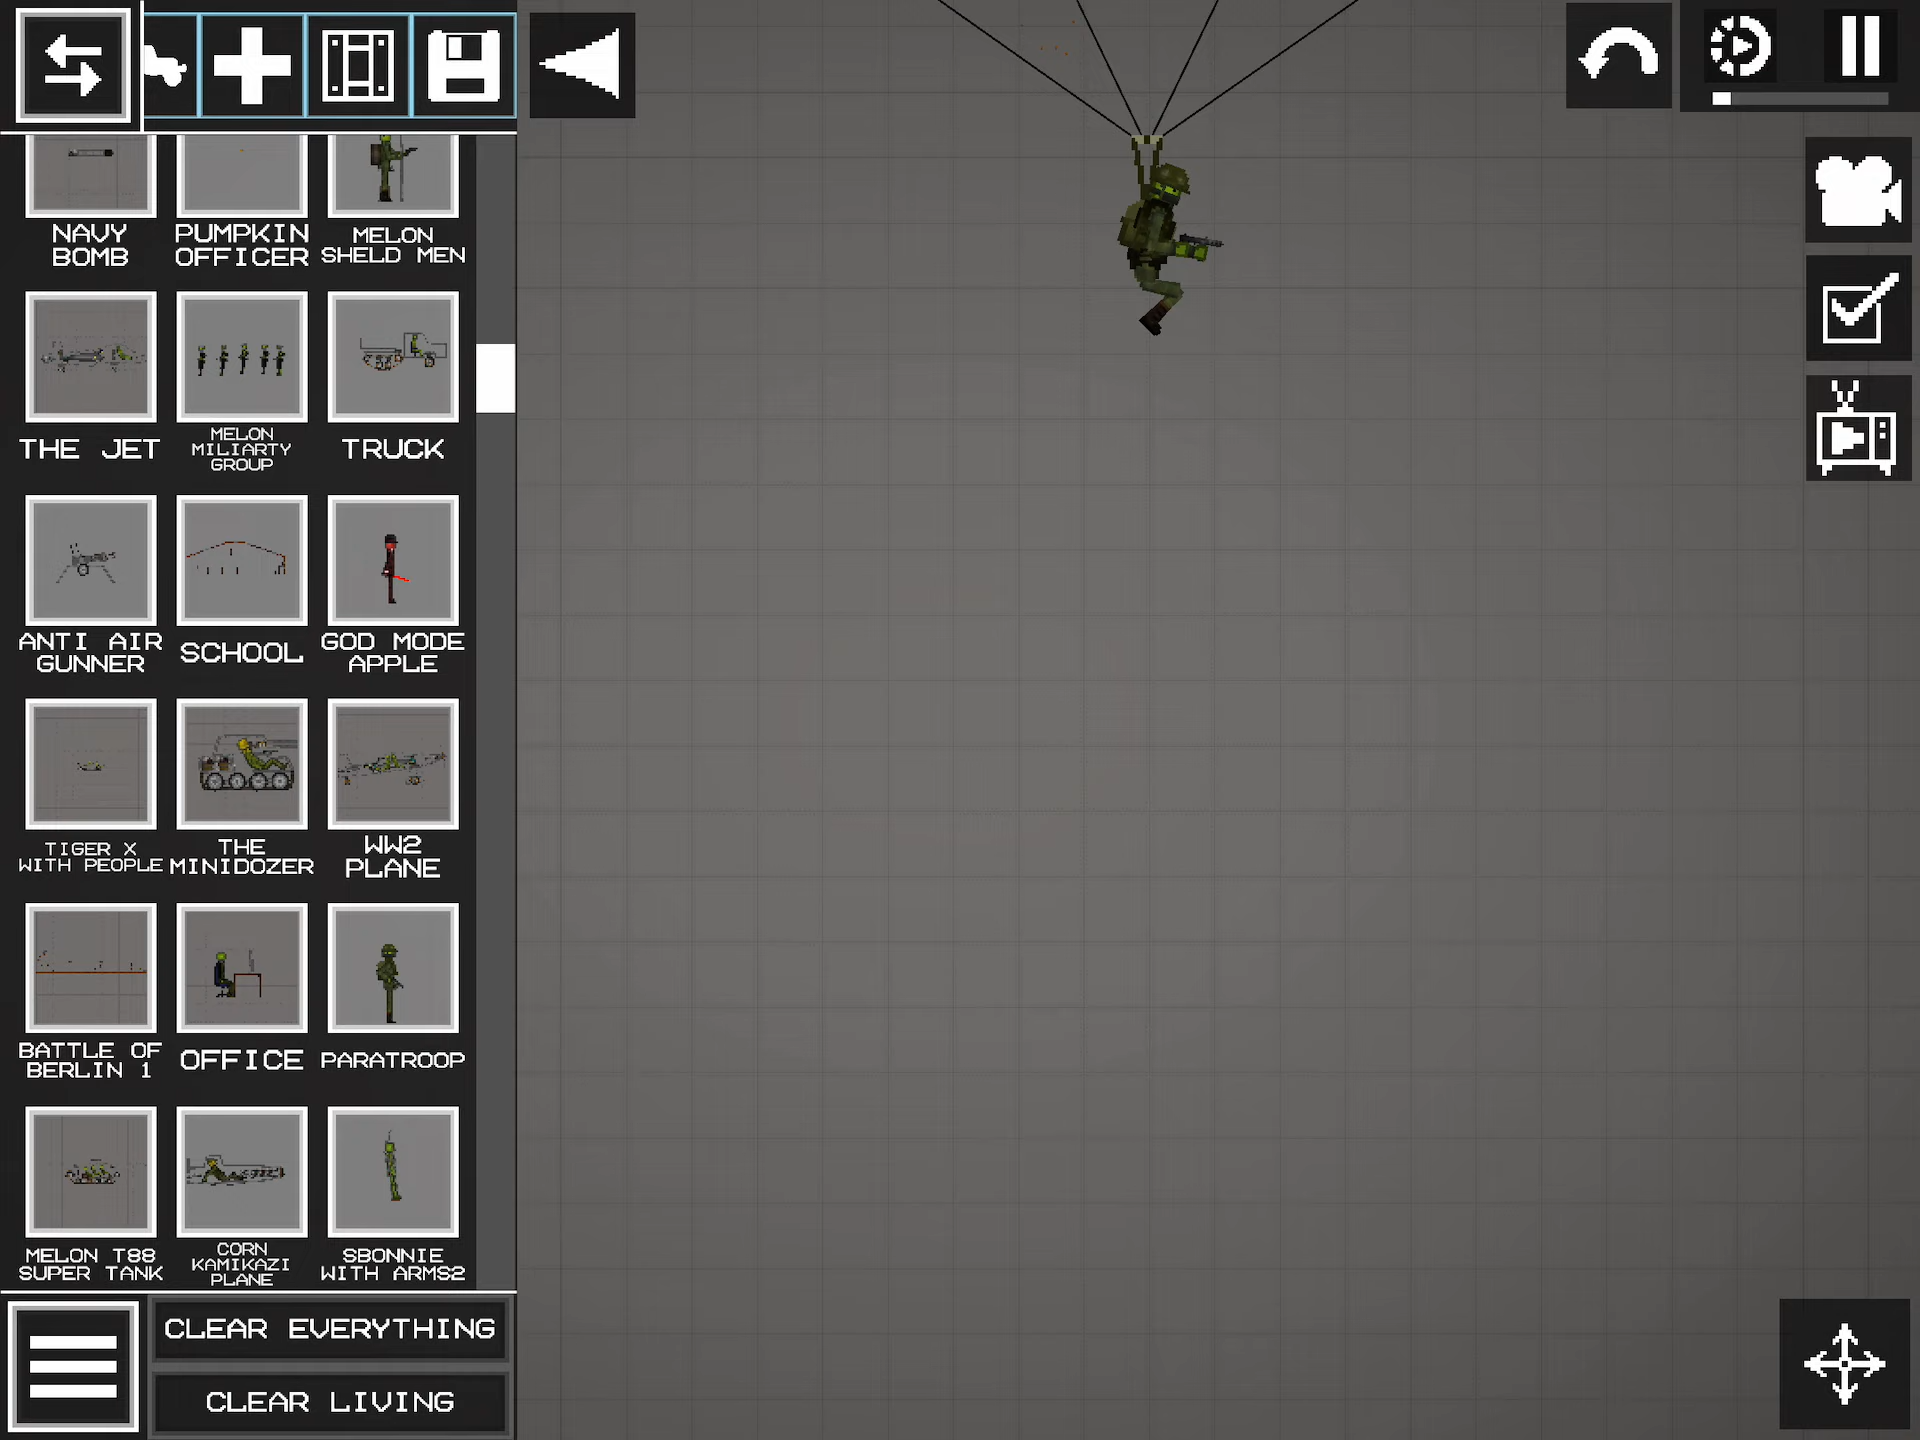 NAVY
BOMB
PUMPKIN
OFFICER
MELON
SHELD MEN
THE JET
MELON
MILIARTY
GROUP
TRUCK
ANTI AIR
GUNNER
SCHOOL
GOD MODE
APPLE
TIGER X
WITH PEOPLE
THE
MINIDOZER
WW2
PLANE
BATTLE OF
BERLIN 1
OFFICE
PARATROOP
MELON T88
SUPER TANK
CORN
KAMIKAZI
PLANE
SBONNIE
WITH ARMS2
CLEAR EVERYTHING
CLEAR LIVING